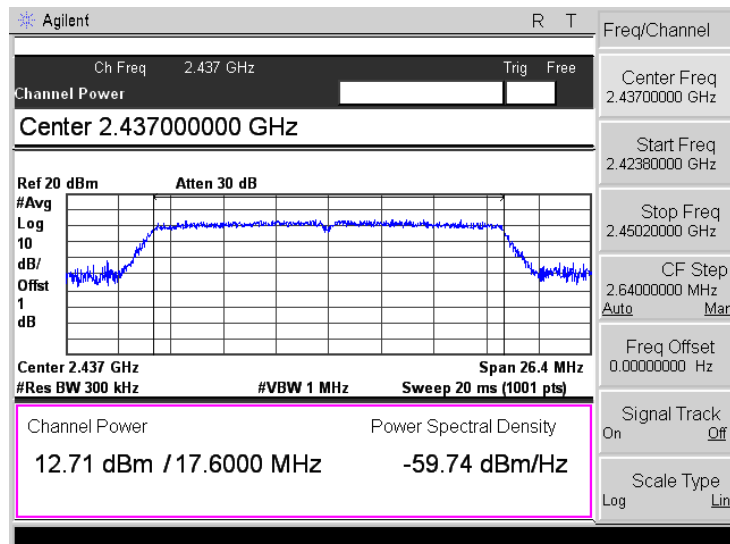 Agilent R T
Ch Freq 2.437 GHz Trig Free
Channel Power
Center 2.437000000 GHz
Ref 20 dBm Atten 30 dB
#Avg
Log
10
dB/
Offst
1
dB
Center 2.437 GHz Span 26.4 MHz
#Res BW 300 kHz #VBW 1 MHz Sweep 20 ms (1001 pts)
Channel Power Power Spectral Density
12.71 dBm / 17.6000 MHz -59.74 dBm/Hz
Freq/Channel
Center Freq
2.43700000 GHz
Start Freq
2.42380000 GHz
Stop Freq
2.45020000 GHz
CF Step
2.64000000 MHz
Auto Man
Freq Offset
0.00000000 Hz
Signal Track
On Off
Scale Type
Log Lin